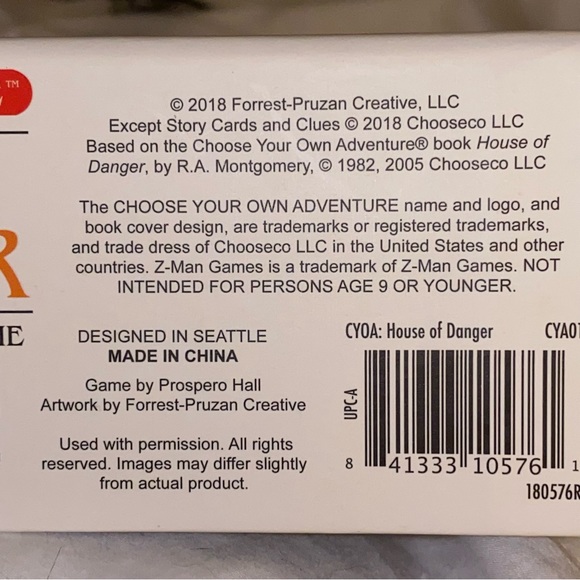 ™
© 2018 Forrest-Pruzan Creative, LLC
Except Story Cards and Clues © 2018 Chooseco LLC
Based on the Choose Your Own Adventure® book House of
Danger, by R.A. Montgomery, © 1982, 2005 Chooseco LLC
The CHOOSE YOUR OWN ADVENTURE name and logo, and
book cover design, are trademarks or registered trademarks,
and trade dress of Chooseco LLC in the United States and other
countries. Z-Man Games is a trademark of Z-Man Games. NOT
INTENDED FOR PERSONS AGE 9 OR YOUNGER.
R
ME
DESIGNED IN SEATTLE
MADE IN CHINA
Game by Prospero Hall
Artwork by Forrest-Pruzan Creative
Used with permission. All rights
reserved. Images may differ slightly
from actual product.
CYOA: House of Danger CYA01
UPC-A
8 41333 10576 1
180576R